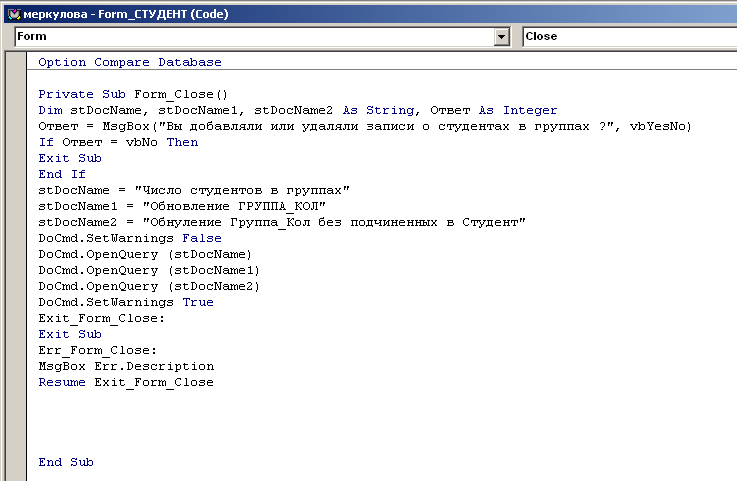 меркулова - Form_СТУДЕНТ (Code)
Form Close
Option Compare Database
Private Sub Form_Close()
Dim stDocName, stDocName1, stDocName2 As String, Ответ As Integer
Ответ = MsgBox("Вы добавляли или удаляли записи о студентах в группах ?", vbYesNo)
If Ответ = vbNo Then
Exit Sub
End If
stDocName = "Число студентов в группах"
stDocName1 = "Обновление ГРУППА_КОЛ"
stDocName2 = "Обнуление Группа_Кол без подчиненных в Студент"
DoCmd.SetWarnings False
DoCmd.OpenQuery (stDocName)
DoCmd.OpenQuery (stDocName1)
DoCmd.OpenQuery (stDocName2)
DoCmd.SetWarnings True
Exit_Form_Close:
Exit Sub
Err_Form_Close:
MsgBox Err.Description
Resume Exit_Form_Close
End Sub